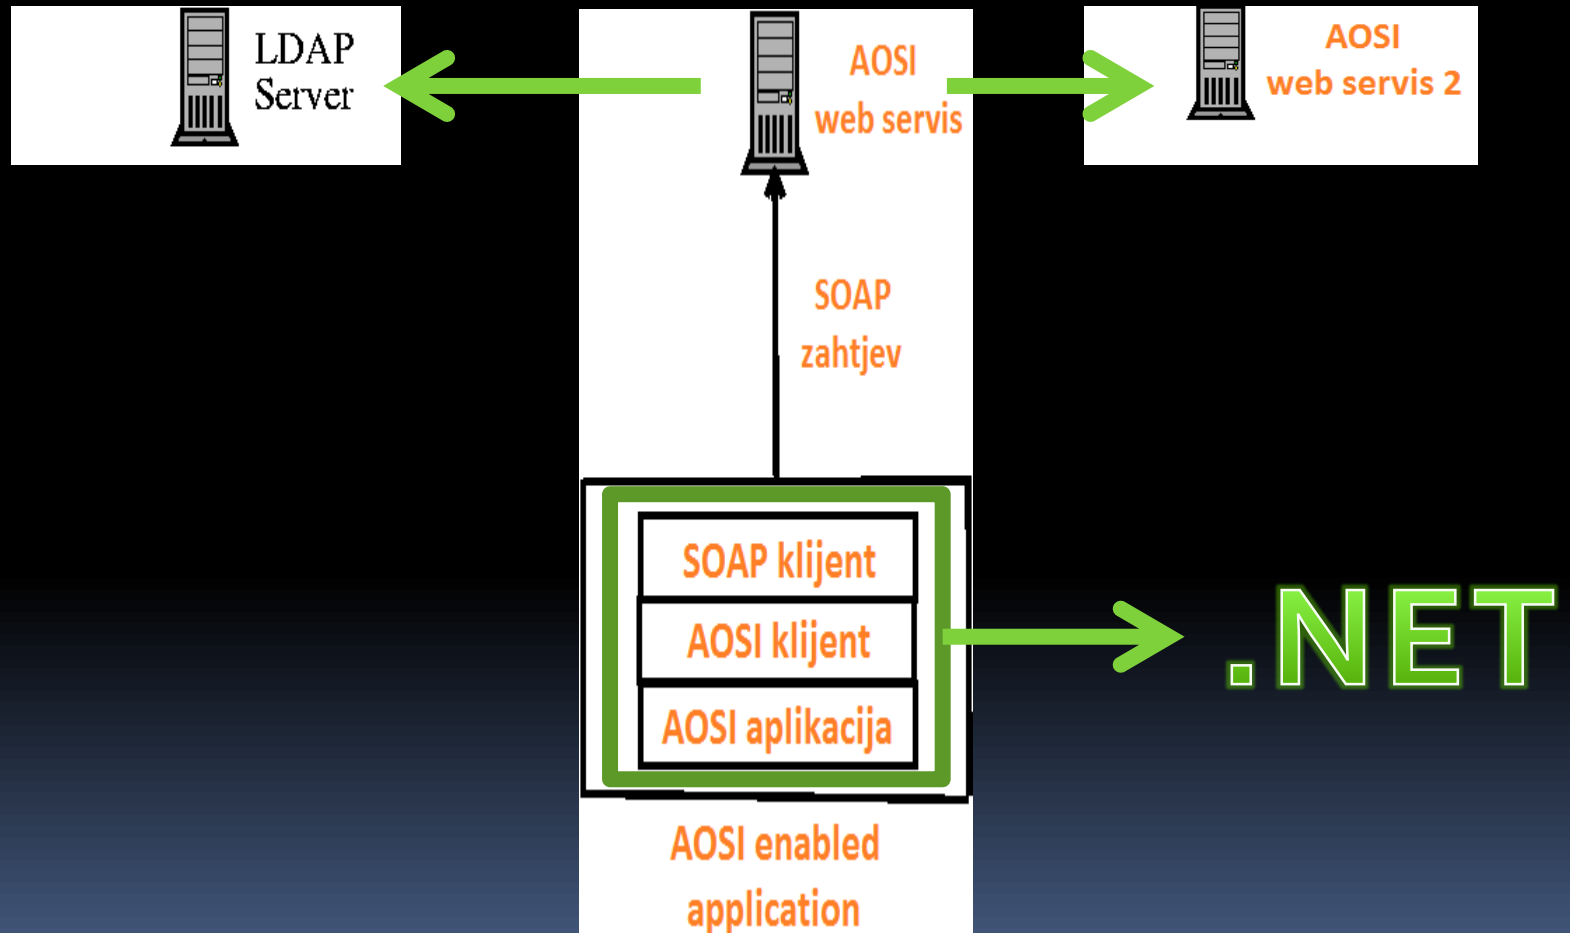 LDAP
Server
AOSI
web servis
AOSI
web servis 2
SOAP
zahtjev
SOAP klijent
AOSI klijent
AOSI aplikacija
.NET
AOSI enabled
application